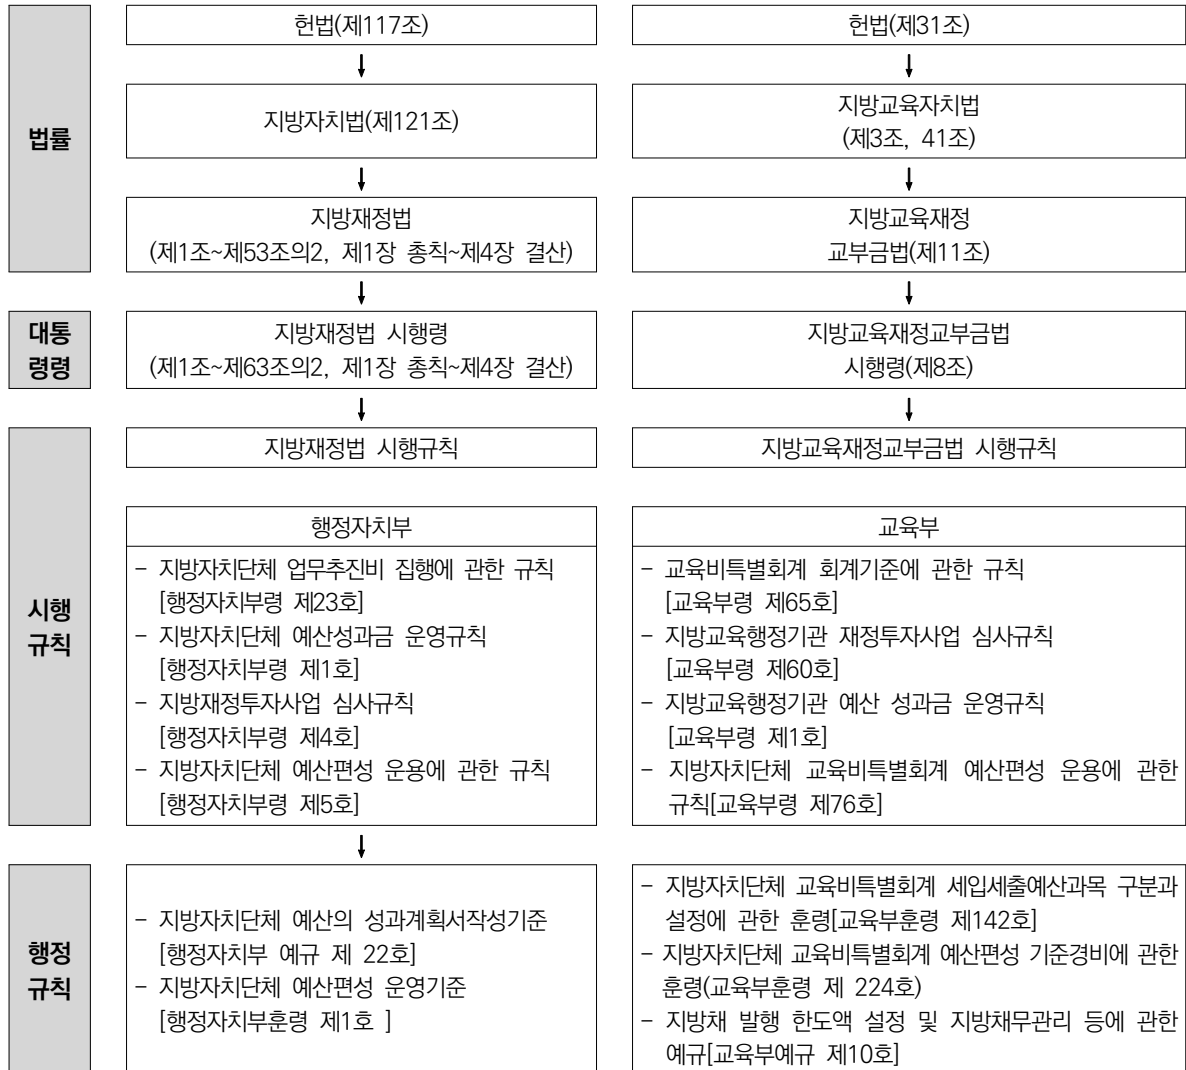 법률
헌법(제117조)
↓
지방자치법(제121조)
↓
지방재정법
(제1조~제53조의2, 제1장 총칙~제4장 결산)
↓
헌법(제31조)
↓
지방교육자치법
(제3조, 41조)
↓
지방교육재정
교부금법(제11조)
↓
대통
령령
지방재정법 시행령
(제1조~제63조의2, 제1장 총칙~제4장 결산)
↓
지방교육재정교부금법
시행령(제8조)
↓
시행
규칙
지방재정법 시행규칙
행정자치부
- 지방자치단체 업무추진비 집행에 관한 규칙
[행정자치부령 제23호]
- 지방자치단체 예산성과금 운영규칙
[행정자치부령 제1호]
- 지방재정투자사업 심사규칙
[행정자치부령 제4호]
- 지방자치단체 예산편성 운용에 관한 규칙
[행정자치부령 제5호]
↓
지방교육재정교부금법 시행규칙
교육부
- 교육비특별회계 회계기준에 관한 규칙
[교육부령 제65호]
- 지방교육행정기관 재정투자사업 심사규칙
[교육부령 제60호]
- 지방교육행정기관 예산 성과금 운영규칙
[교육부령 제1호]
- 지방자치단체 교육비특별회계 예산편성 운용에 관한
규칙[교육부령 제76호]
행정
규칙
- 지방자치단체 예산의 성과계획서작성기준
[행정자치부 예규 제 22호]
- 지방자치단체 예산편성 운영기준
[행정자치부훈령 제1호 ]
- 지방자치단체 교육비특별회계 세입세출예산과목 구분과
설정에 관한 훈령[교육부훈령 제142호]
- 지방자치단체 교육비특별회계 예산편성 기준경비에 관한
훈령(교육부훈령 제 224호)
- 지방채 발행 한도액 설정 및 지방채무관리 등에 관한
예규[교육부예규 제10호]